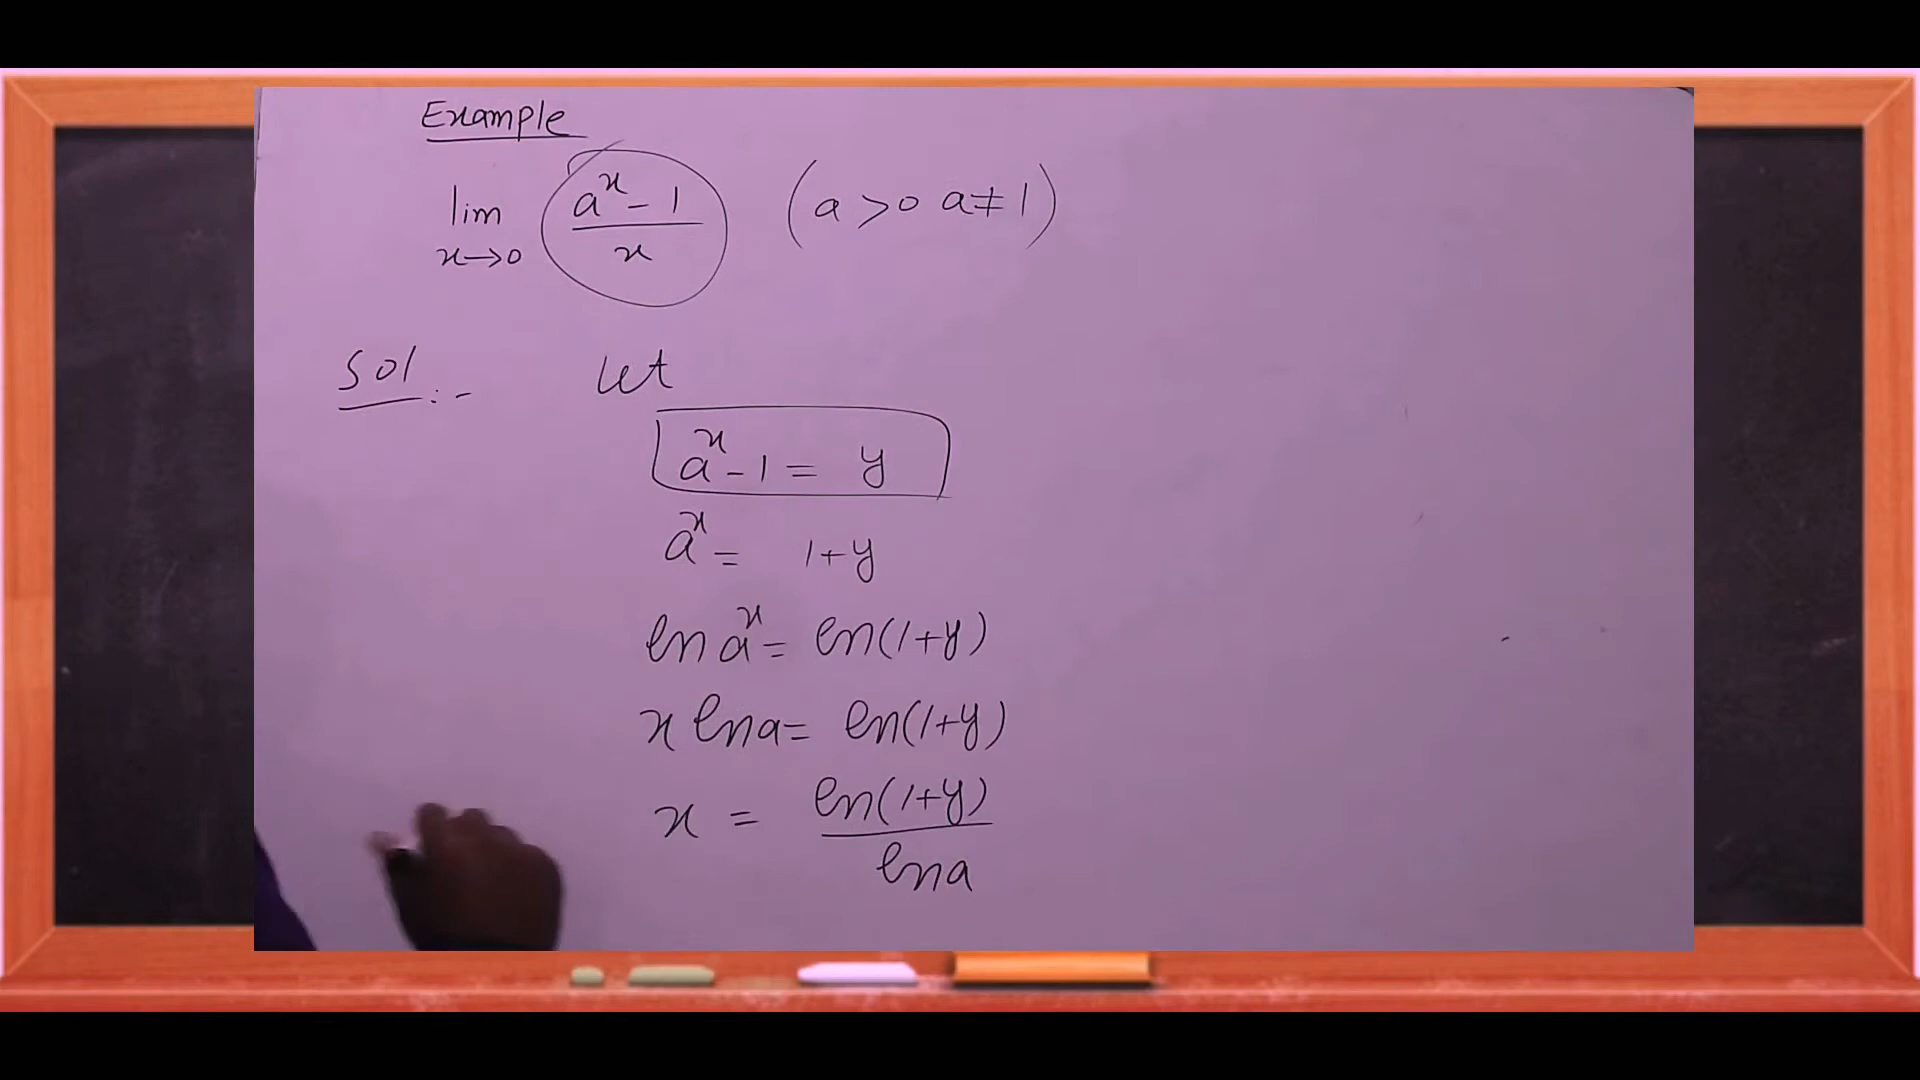 Example
lim x→0 (a^x - 1)/x (a > 0 a ≠ 1)
Sol :- Let
a^x - 1 = y
a^x = 1+y
ln a^x = ln(1+y)
x ln a = ln(1+y)
x = ln(1+y)/ln a